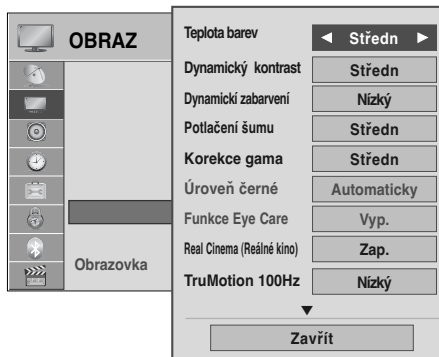 OBRAZ
Obrazovka
Teplota barev ◄ Středn ►
Dynamický kontrast Středn
Dynamickí zabarvení Nízký
Potlačení šumu Středn
Korekce gama Středn
Úroveň černé Automaticky
Funkce Eye Care Vyp.
Real Cinema (Reálné kino) Zap.
TruMotion 100Hz Nízký
▼
Zavřít